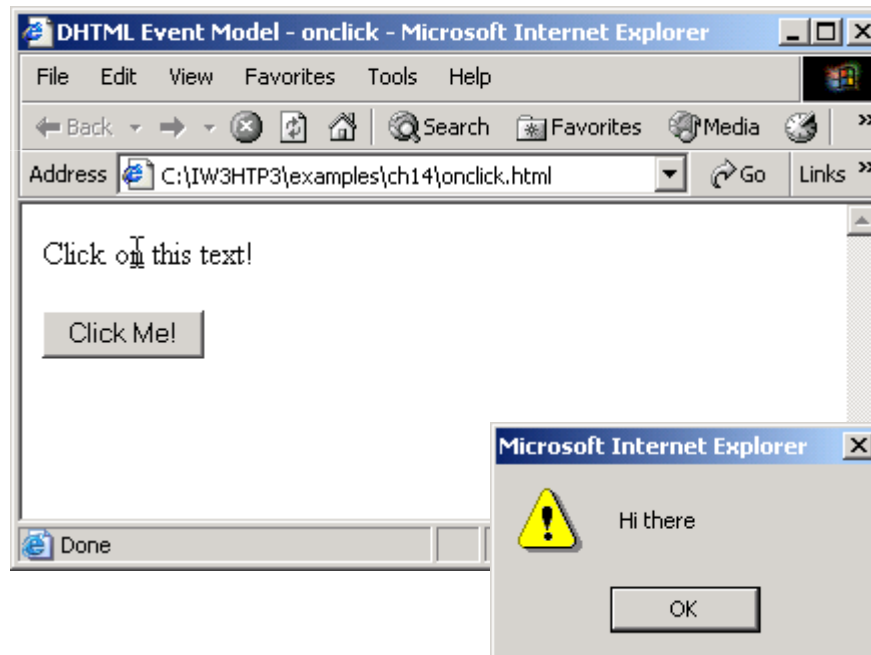 DHTML Event Model - onclick - Microsoft Internet Explorer
File Edit View Favorites Tools Help
Back Search Favorites Media »
Address C:\IW3HTP3\examples\ch14\onclick.html Go Links »
Click on this text!
Click Me!
Microsoft Internet Explorer
Hi there
Done
OK